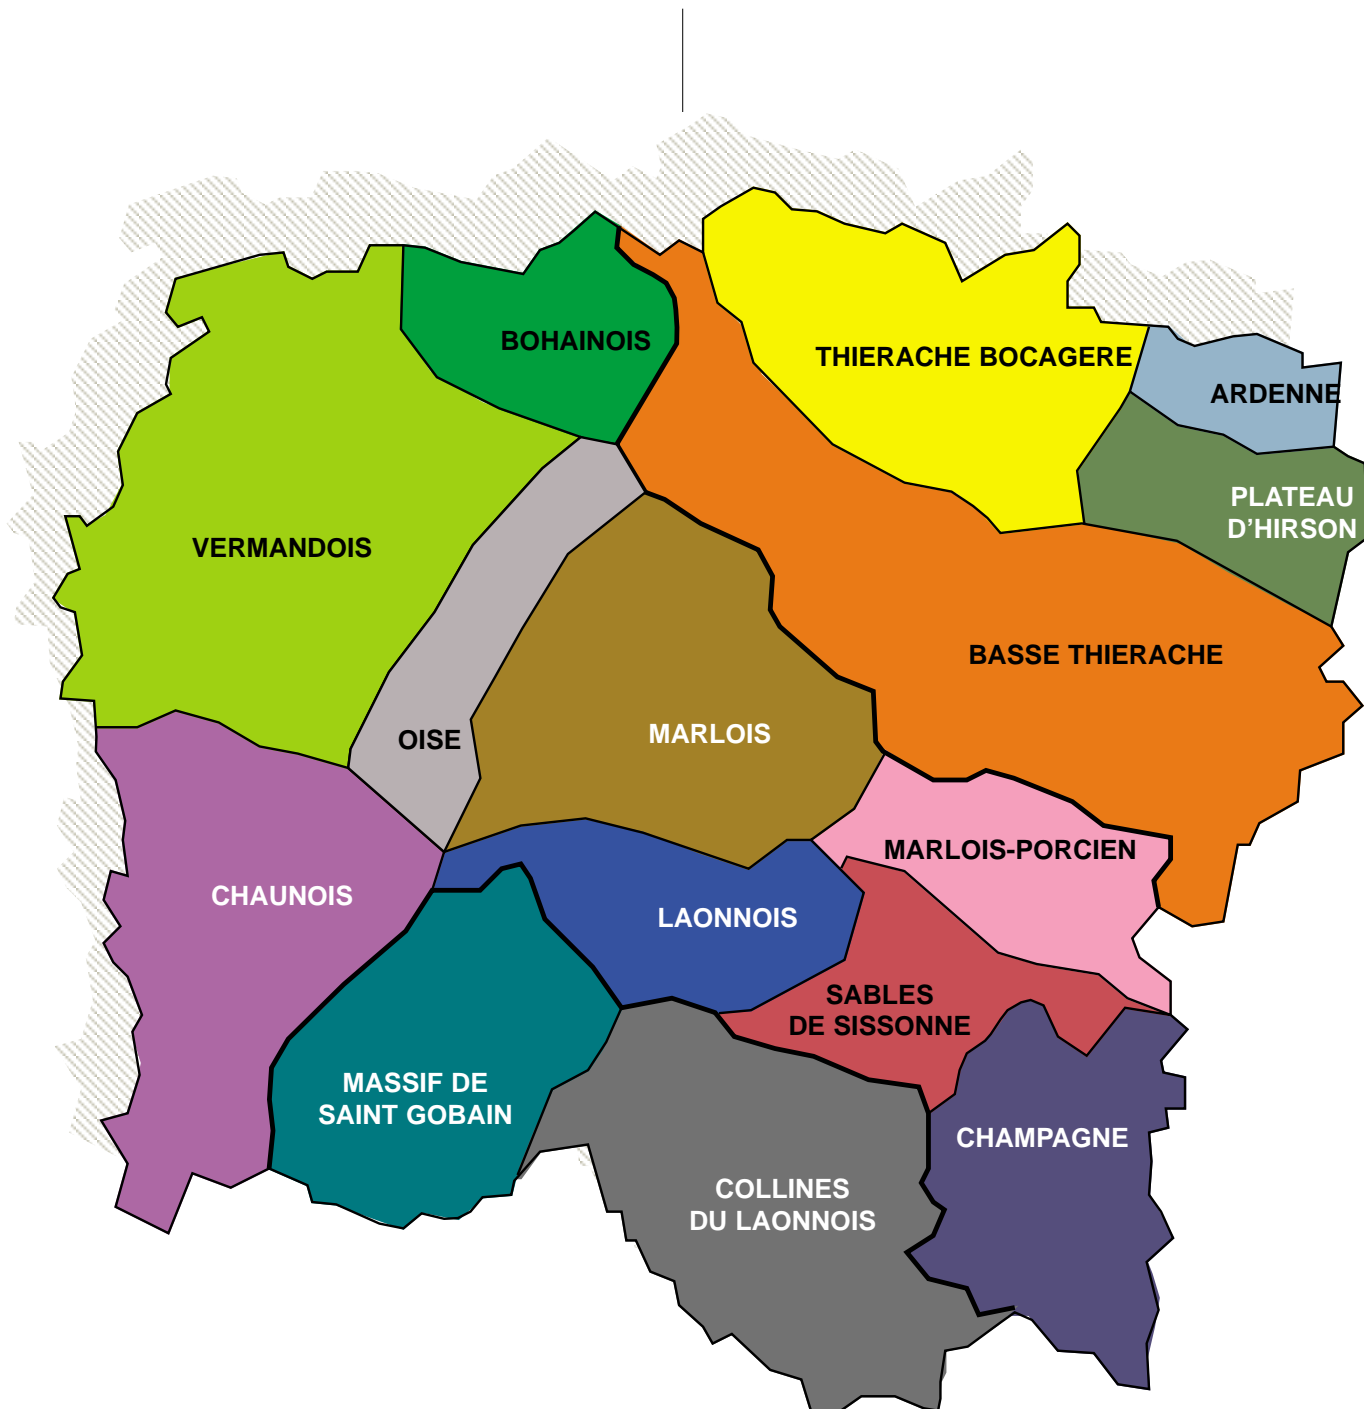 BOHAINOIS
THIERACHE BOCAGERE
ARDENNE
PLATEAU
D’HIRSON
VERMANDOIS
BASSE THIERACHE
OISE
MARLOIS
MARLOIS-PORCIEN
CHAUNOIS
LAONNOIS
SABLES
DE SISSONNE
MASSIF DE
SAINT GOBAIN
CHAMPAGNE
COLLINES
DU LAONNOIS